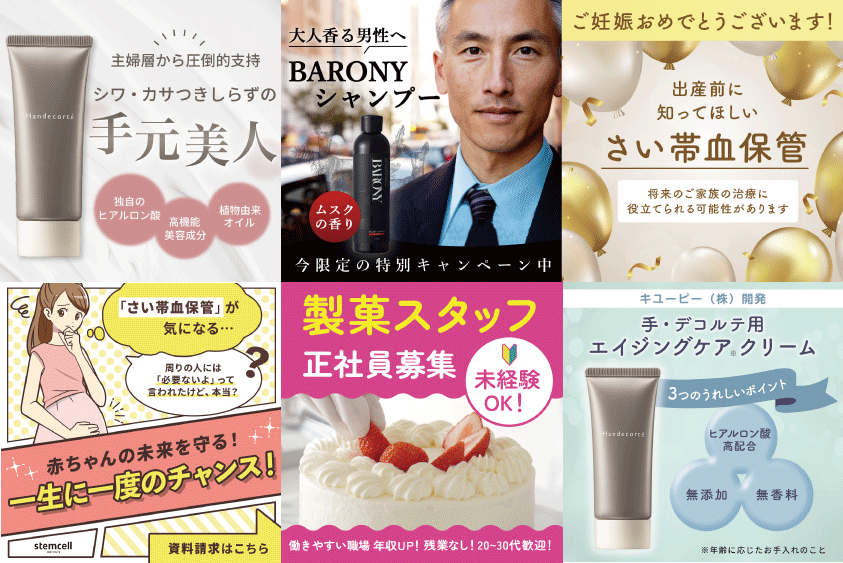 主婦層から圧倒的支持
シワ・カサつきしらずの
手元美人
Handecorté
独自の
ヒアルロン酸
高機能
美容成分
植物由来
オイル
大人香る男性へ
BARONY
シャンプー
BARONY
ムスク
の香り
今限定の特別キャンペーン中
ご妊娠おめでとうございます!
出産前に
知ってほしい
さい帯血保管
将来のご家族の治療に
役立てられる可能性があります
「さい帯血保管」が
気になる…
周りの人には
「必要ないよ」って
言われたけど、本当?
?
赤ちゃんの未来を守る!
一生に一度のチャンス!
stemcell
資料請求はこちら
製菓スタッフ
正社員募集
未経験
OK!
働きやすい職場 年収UP! 残業なし! 20~30代歓迎!
キユーピー(株)開発
手・デコルテ用
エイジングケア※クリーム
3つのうれしいポイント
Handecorté
ヒアルロン酸
高配合
無添加
無香料
※年齢に応じたお手入れのこと